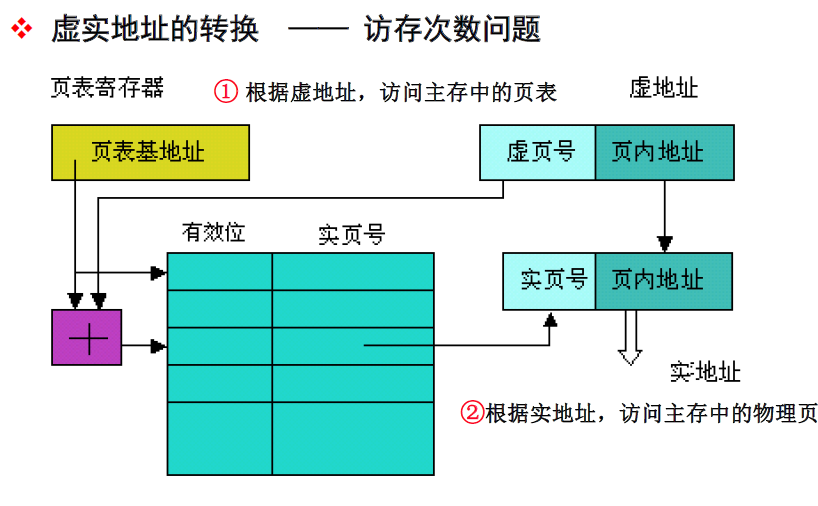 ❖ 虚实地址的转换 —— 访存次数问题
页表寄存器
① 根据虚地址，访问主存中的页表
虚地址
页表基地址
虚页号 页内地址
有效位 实页号
实页号 页内地址
实地址
②根据实地址，访问主存中的物理页